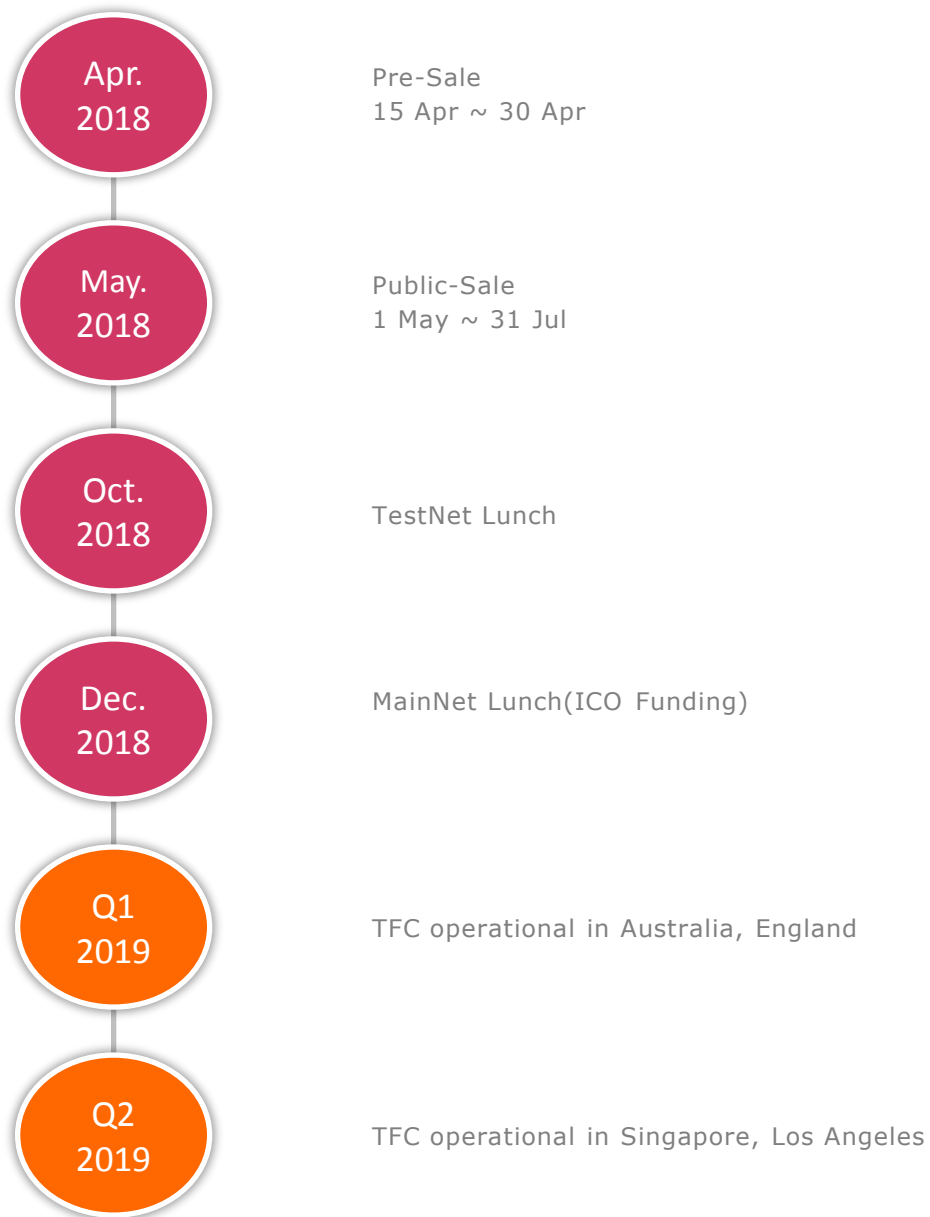 Apr.
2018
Pre-Sale
15 Apr ~ 30 Apr
May.
2018
Public-Sale
1 May ~ 31 Jul
Oct.
2018
TestNet Lunch
Dec.
2018
MainNet Lunch(ICO Funding)
Q1
2019
TFC operational in Australia, England
Q2
2019
TFC operational in Singapore, Los Angeles